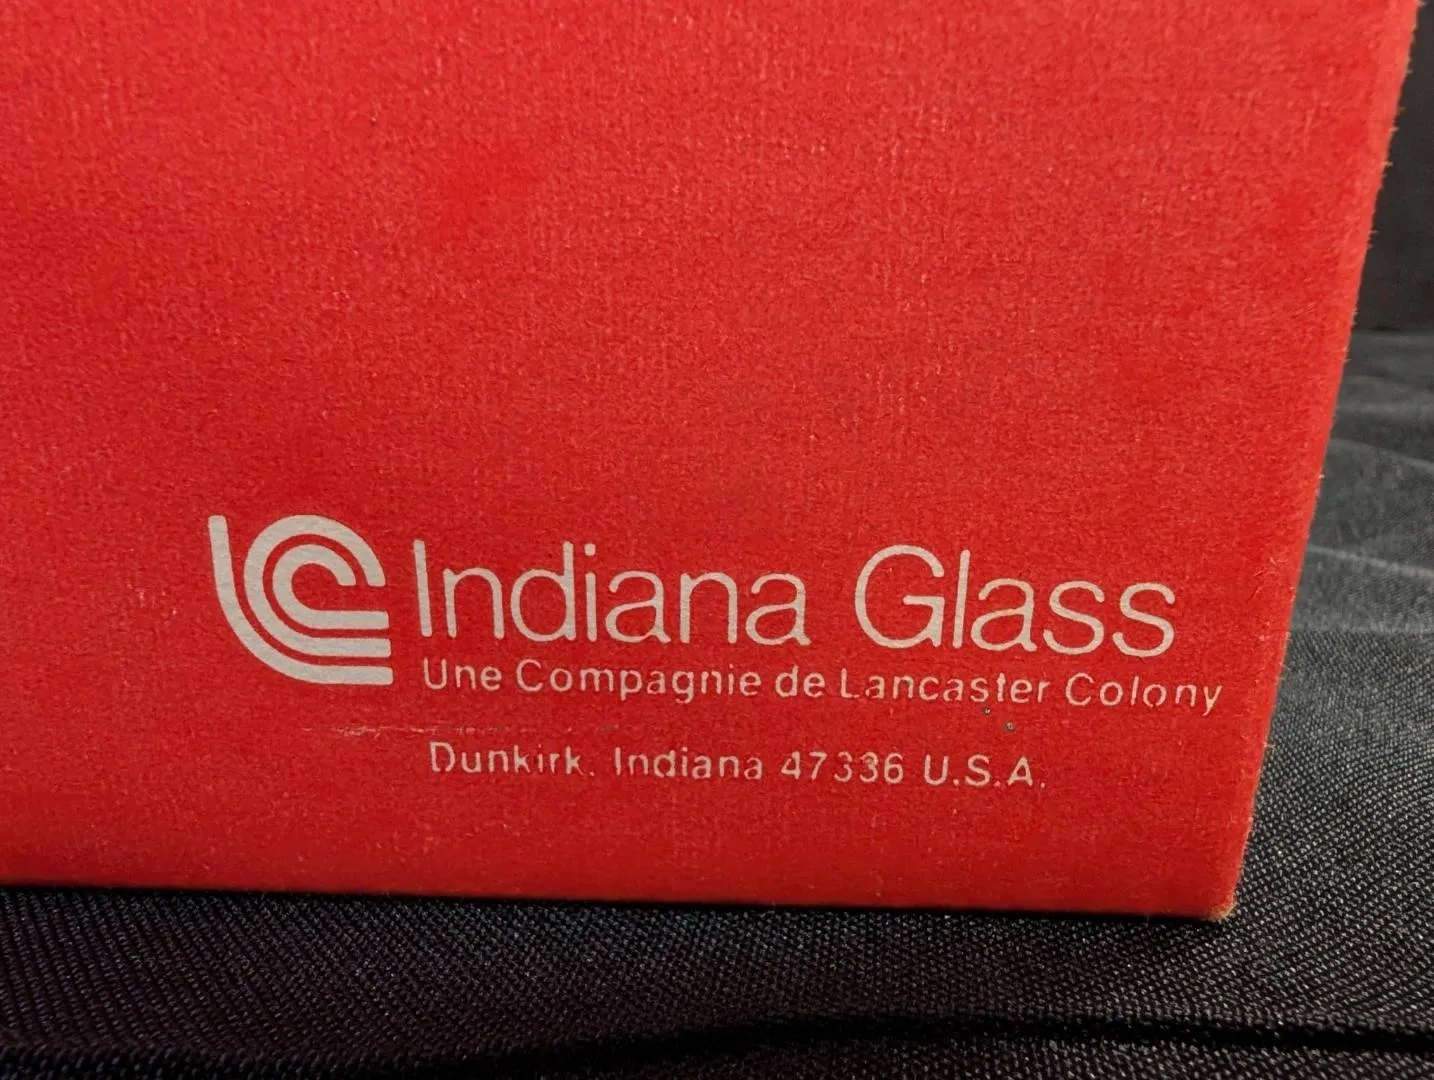 Indiana Glass
Une Compagnie de Lancaster Colony
Dunkirk, Indiana 47336 U.S.A.